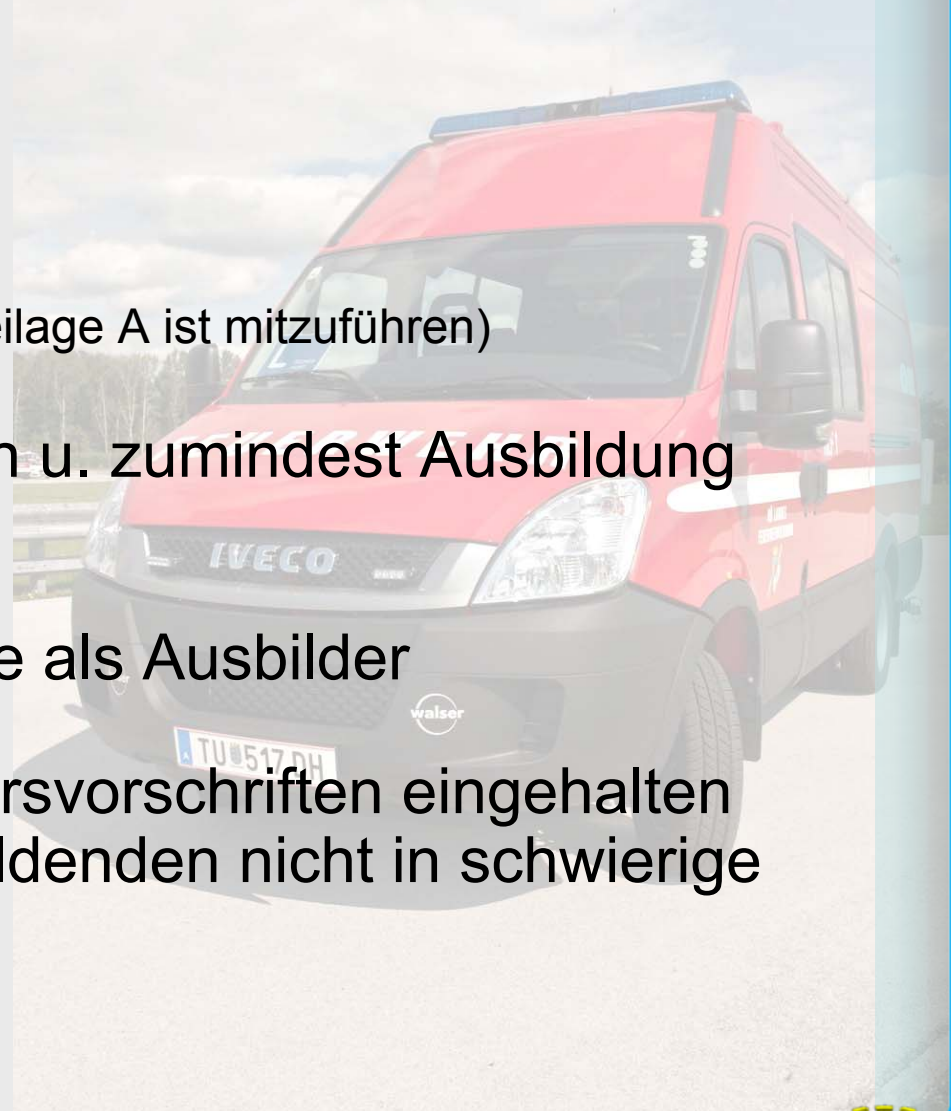 eilage A ist mitzuführen)
n u. zumindest Ausbildung
IVECO
e als Ausbilder
walser
TU 517 DH
rsvorschriften eingehalten
ldenden nicht in schwierige